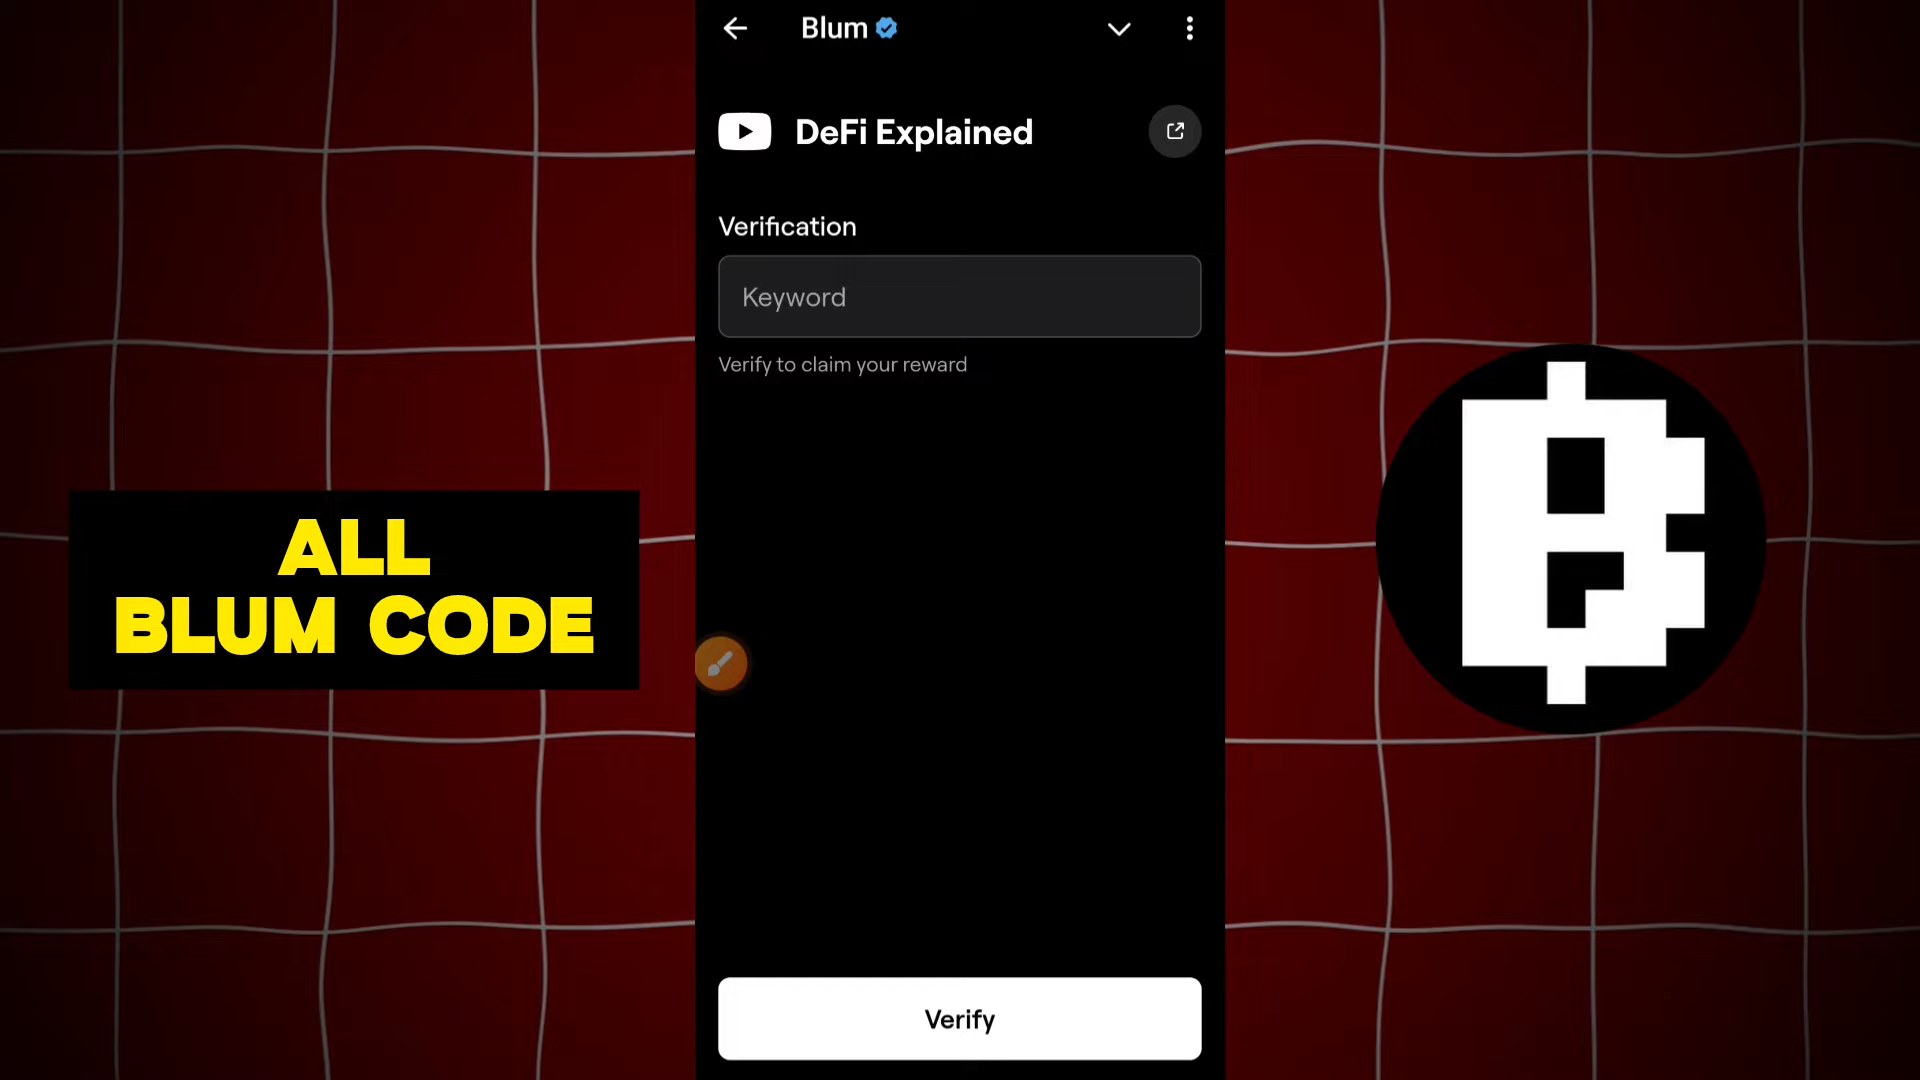 Blum
DeFi Explained
Verification
Keyword
Verify to claim your reward
ALL
BLUM CODE
Verify